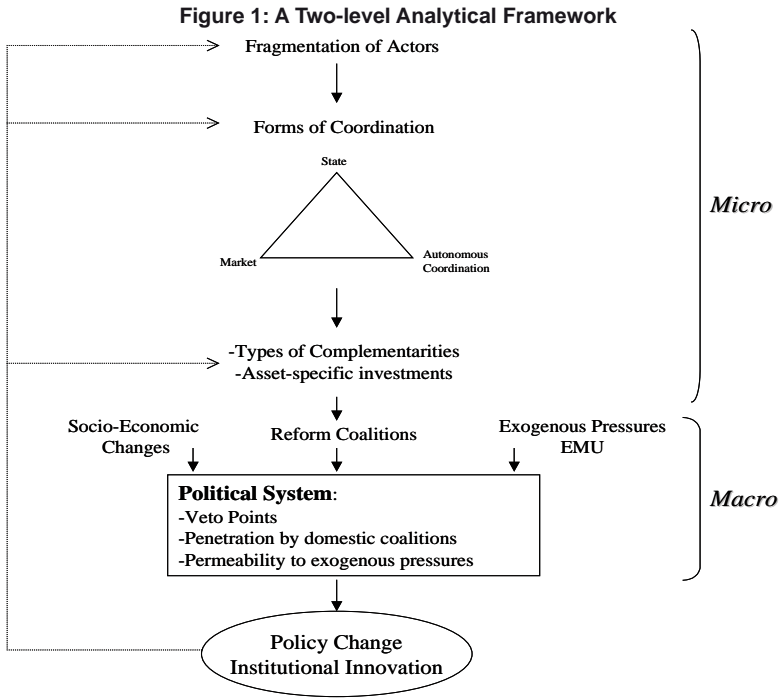 Figure 1: A Two-level Analytical Framework
Fragmentation of Actors
Forms of Coordination
State
Market
Autonomous
Coordination
Micro
-Types of Complementarities
-Asset-specific investments
Socio-Economic
Changes
Reform Coalitions
Exogenous Pressures
EMU
Political System:
-Veto Points
-Penetration by domestic coalitions
-Permeability to exogenous pressures
Macro
Policy Change
Institutional Innovation